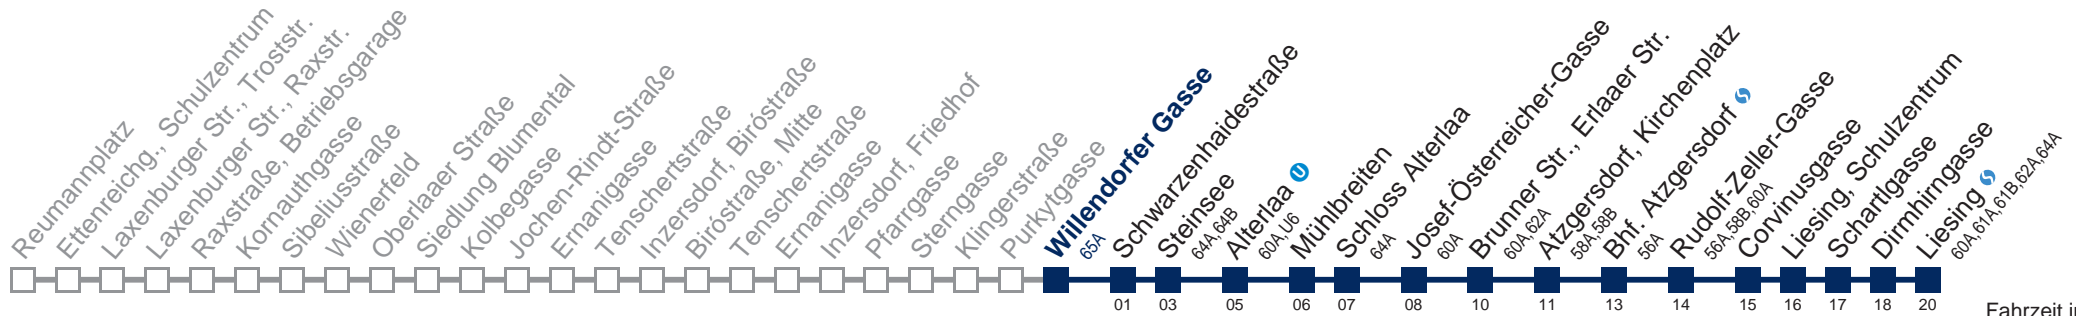 Reumannplatz
Ettenreichg., Schulzentrum
Laxenburger Str., Troststr.
Laxenburger Str., Raxstr.
Raxstraße, Betriebsgarage
Kornauthgasse
Sibeliusstraße
Wienerfeld
Oberlaaer Straße
Siedlung Blumental
Kolbegasse
Jochen-Rindt-Straße
Ernanigasse
Tenschertstraße
Inzersdorf, Biróstraße
Biróstraße, Mitte
Tenschertstraße
Ernanigasse
Inzersdorf, Friedhof
Pfarrgasse
Sterngasse
Klingerstraße
Purkytgasse
Willendorfer Gasse
65A
Schwarzenhaidestraße
Steinsee
64A,64B
Alterlaa U
60A,U6
Mühlbreiten
Schloss Alterlaa
64A
Josef-Österreicher-Gasse
60A
Brunner Str., Erlaaer Str.
60A,62A
Atzgersdorf, Kirchenplatz
58A,58B
Bhf. Atzgersdorf S
56A
Rudolf-Zeller-Gasse
56A,58B,60A
Corvinusgasse
Liesing, Schulzentrum
Schartlgasse
Dirmhirngasse
Liesing S
60A,61A,61B,62A,64A
01 03 05 06 07 08 10 11 13 14 15 16 17 18 20
Fahrzeit i